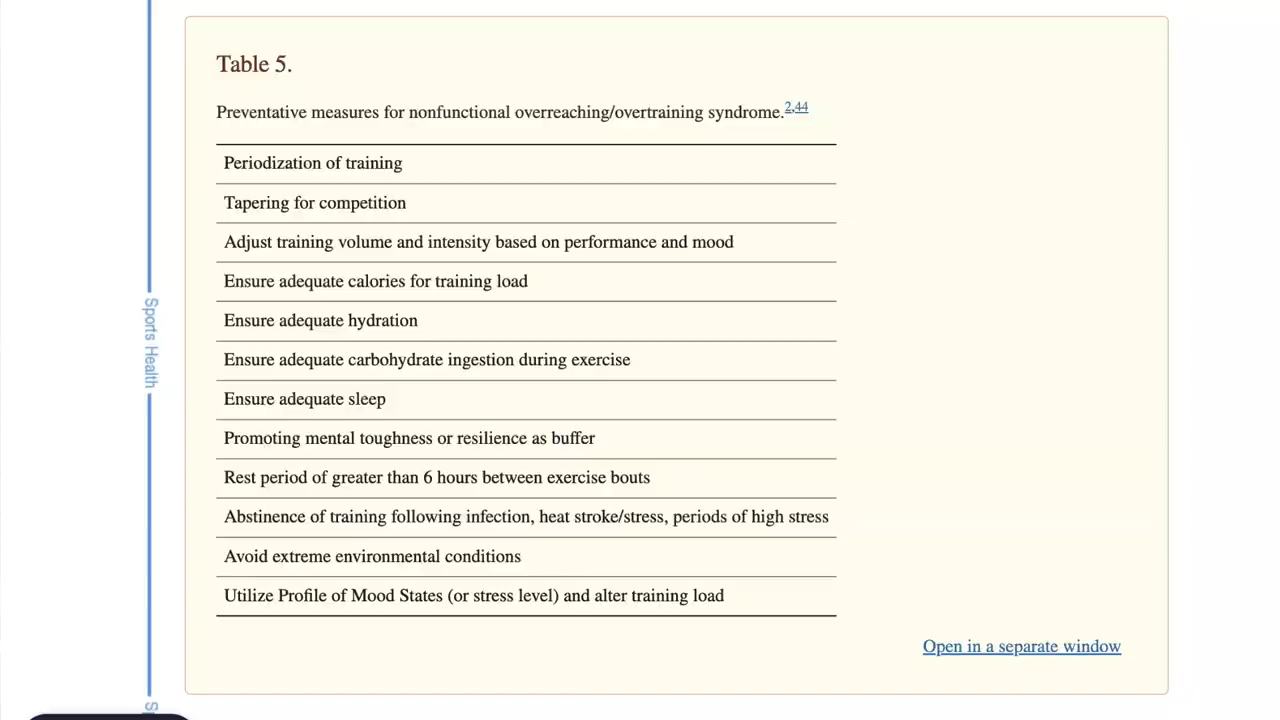 Table 5.
Preventative measures for nonfunctional overreaching/overtraining syndrome.2,44
Periodization of training
Tapering for competition
Adjust training volume and intensity based on performance and mood
Ensure adequate calories for training load
Ensure adequate hydration
Ensure adequate carbohydrate ingestion during exercise
Ensure adequate sleep
Promoting mental toughness or resilience as buffer
Rest period of greater than 6 hours between exercise bouts
Abstinence of training following infection, heat stroke/stress, periods of high stress
Avoid extreme environmental conditions
Utilize Profile of Mood States (or stress level) and alter training load
Open in a separate window
Sports Health